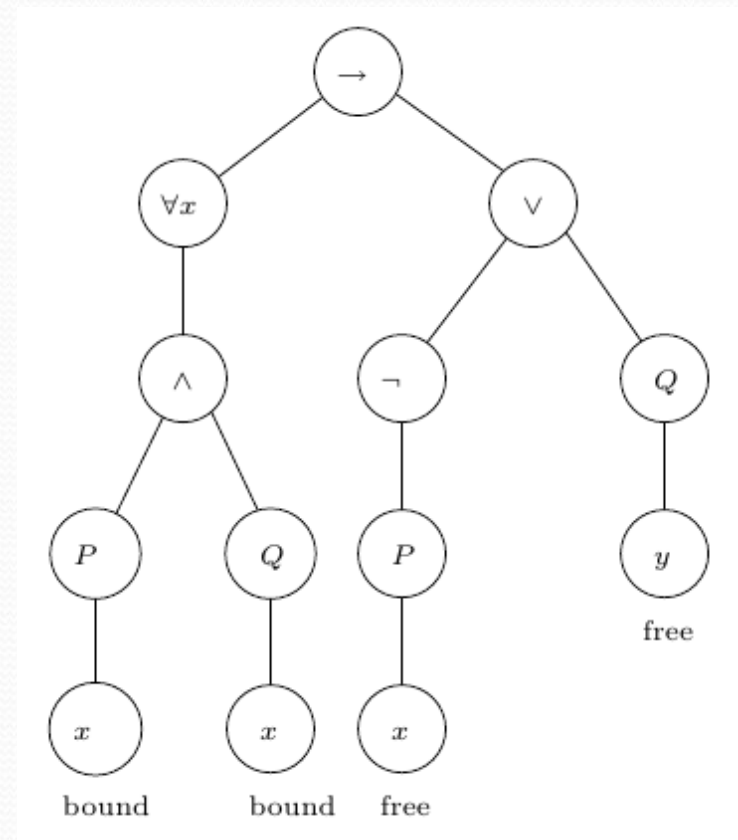 →
∀x ∨
∧ ¬ Q
P Q P y
free
x x x
bound bound free